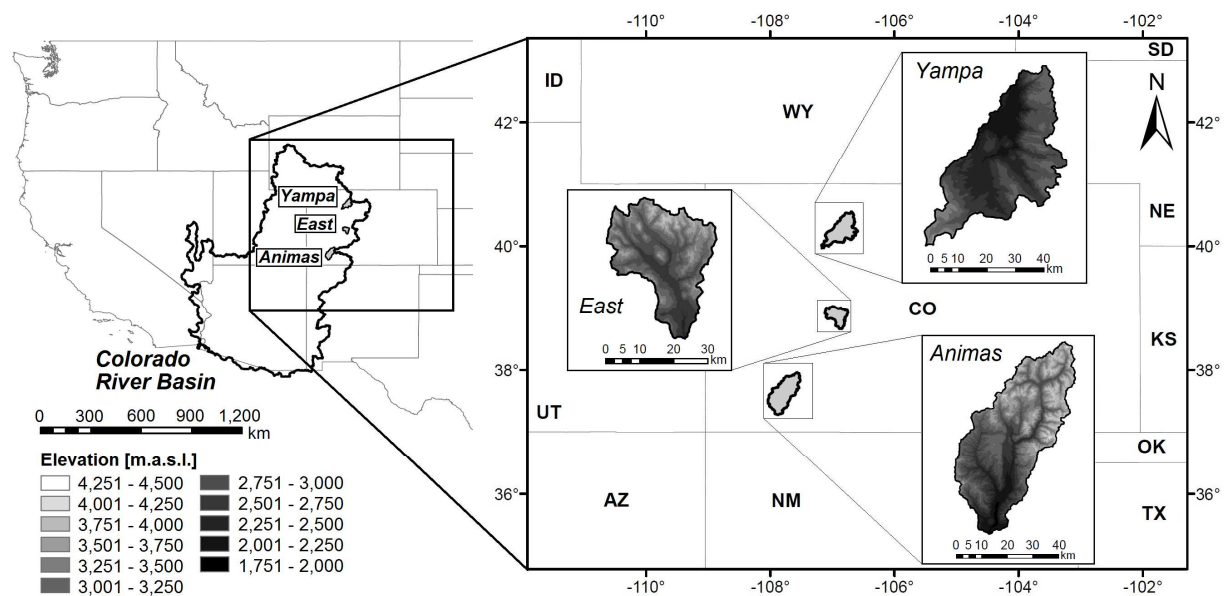 -110°
-108°
-106°
-104°
-102°
ID
WY
SD
Yampa
N
42°
42°
Yampa
East
Animas
NE
40°
40°
0 5 10 20 30 40
km
East
CO
0 5 10 20 30
km
KS
38°
38°
Animas
Colorado
River Basin
UT
0 300 600 900 1,200
km
OK
Elevation [m.a.s.l.]
4,251 - 4,500
4,001 - 4,250
3,751 - 4,000
3,501 - 3,750
3,251 - 3,500
3,001 - 3,250
2,751 - 3,000
2,501 - 2,750
2,251 - 2,500
2,001 - 2,250
1,751 - 2,000
36°
36°
AZ
NM
TX
0 5 10 20 30 40
km
-110°
-108°
-106°
-104°
-102°